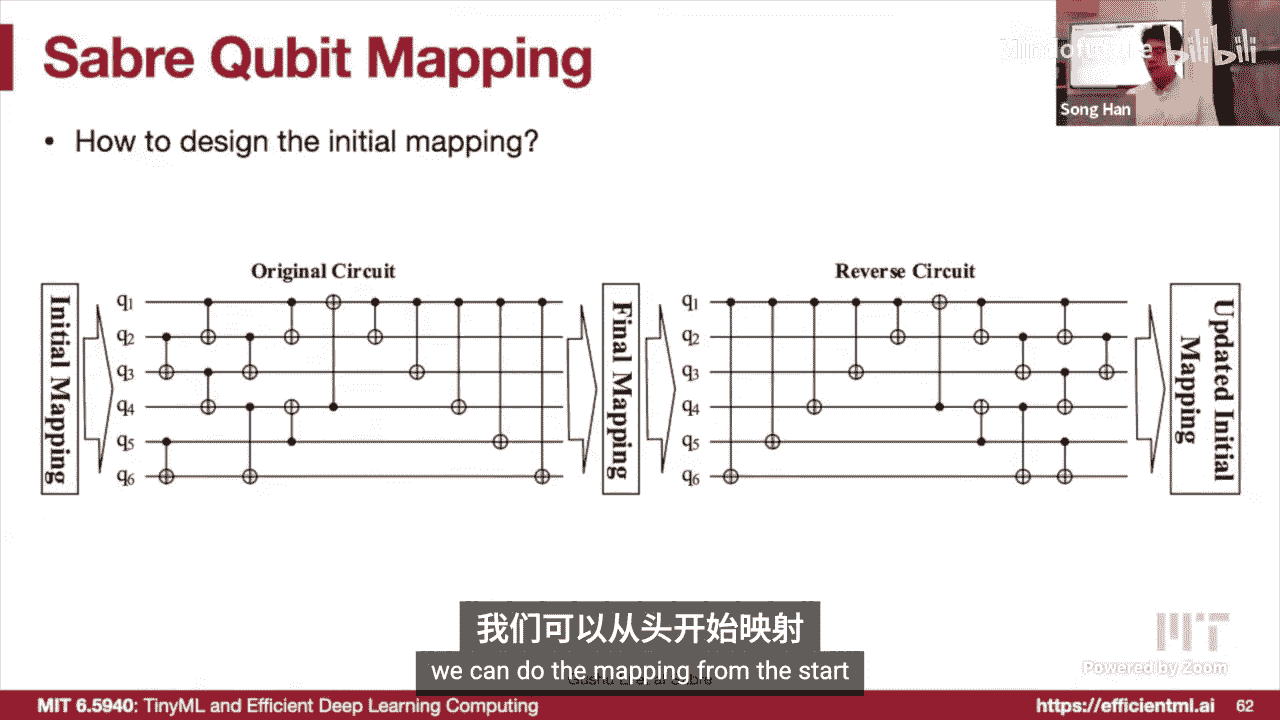 Sabre Qubit Mapping
bilibili
Song Han
• How to design the initial mapping?
Original Circuit
Reverse Circuit
Initial Mapping
q1
q2
q3
q4
q5
q6
Final Mapping
q1
q2
q3
q4
q5
q6
Updated Initial
Mapping
我们可以从头开始映射
we can do the mapping from the start
MIT
Powered by Zoom
MIT 6.5940: TinyML and Efficient Deep Learning Computing
https://efficientml.ai
62